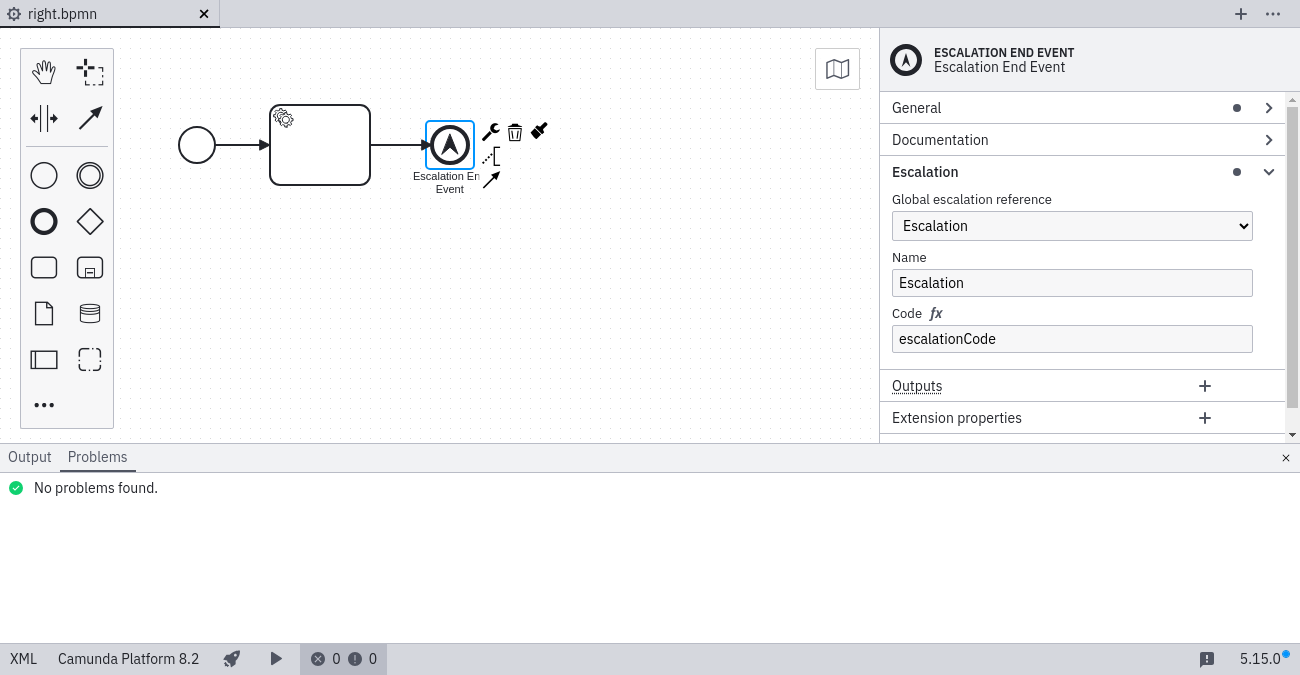 right.bpmn
ESCALATION END EVENT
Escalation End Event
General
Documentation
Escalation
Global escalation reference
Escalation
Name
Escalation
Code fx
escalationCode
Outputs
Extension properties
Escalation En
Event
Output Problems
No problems found.
XML Camunda Platform 8.2 0 0 5.15.0